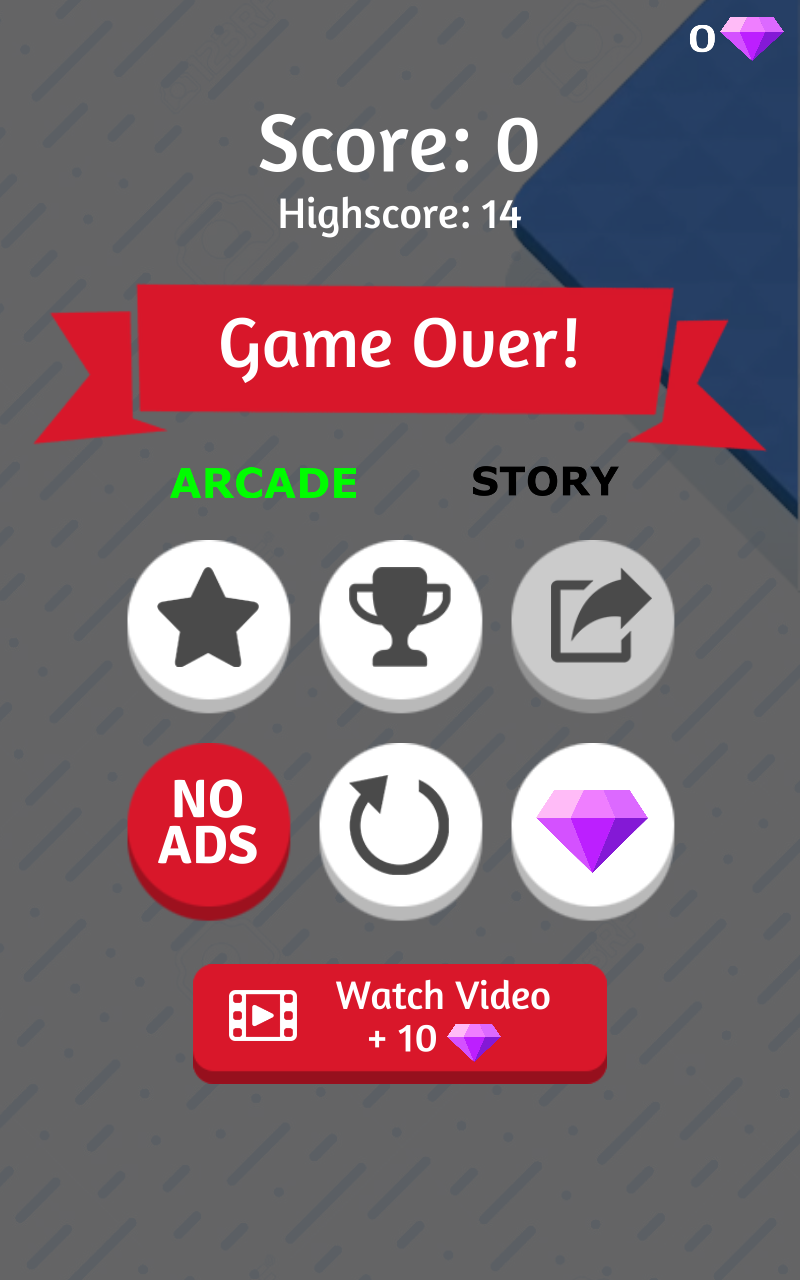 0
Score: 0
Highscore: 14
Game Over!
ARCADE STORY
NO
ADS
Watch Video
+ 10